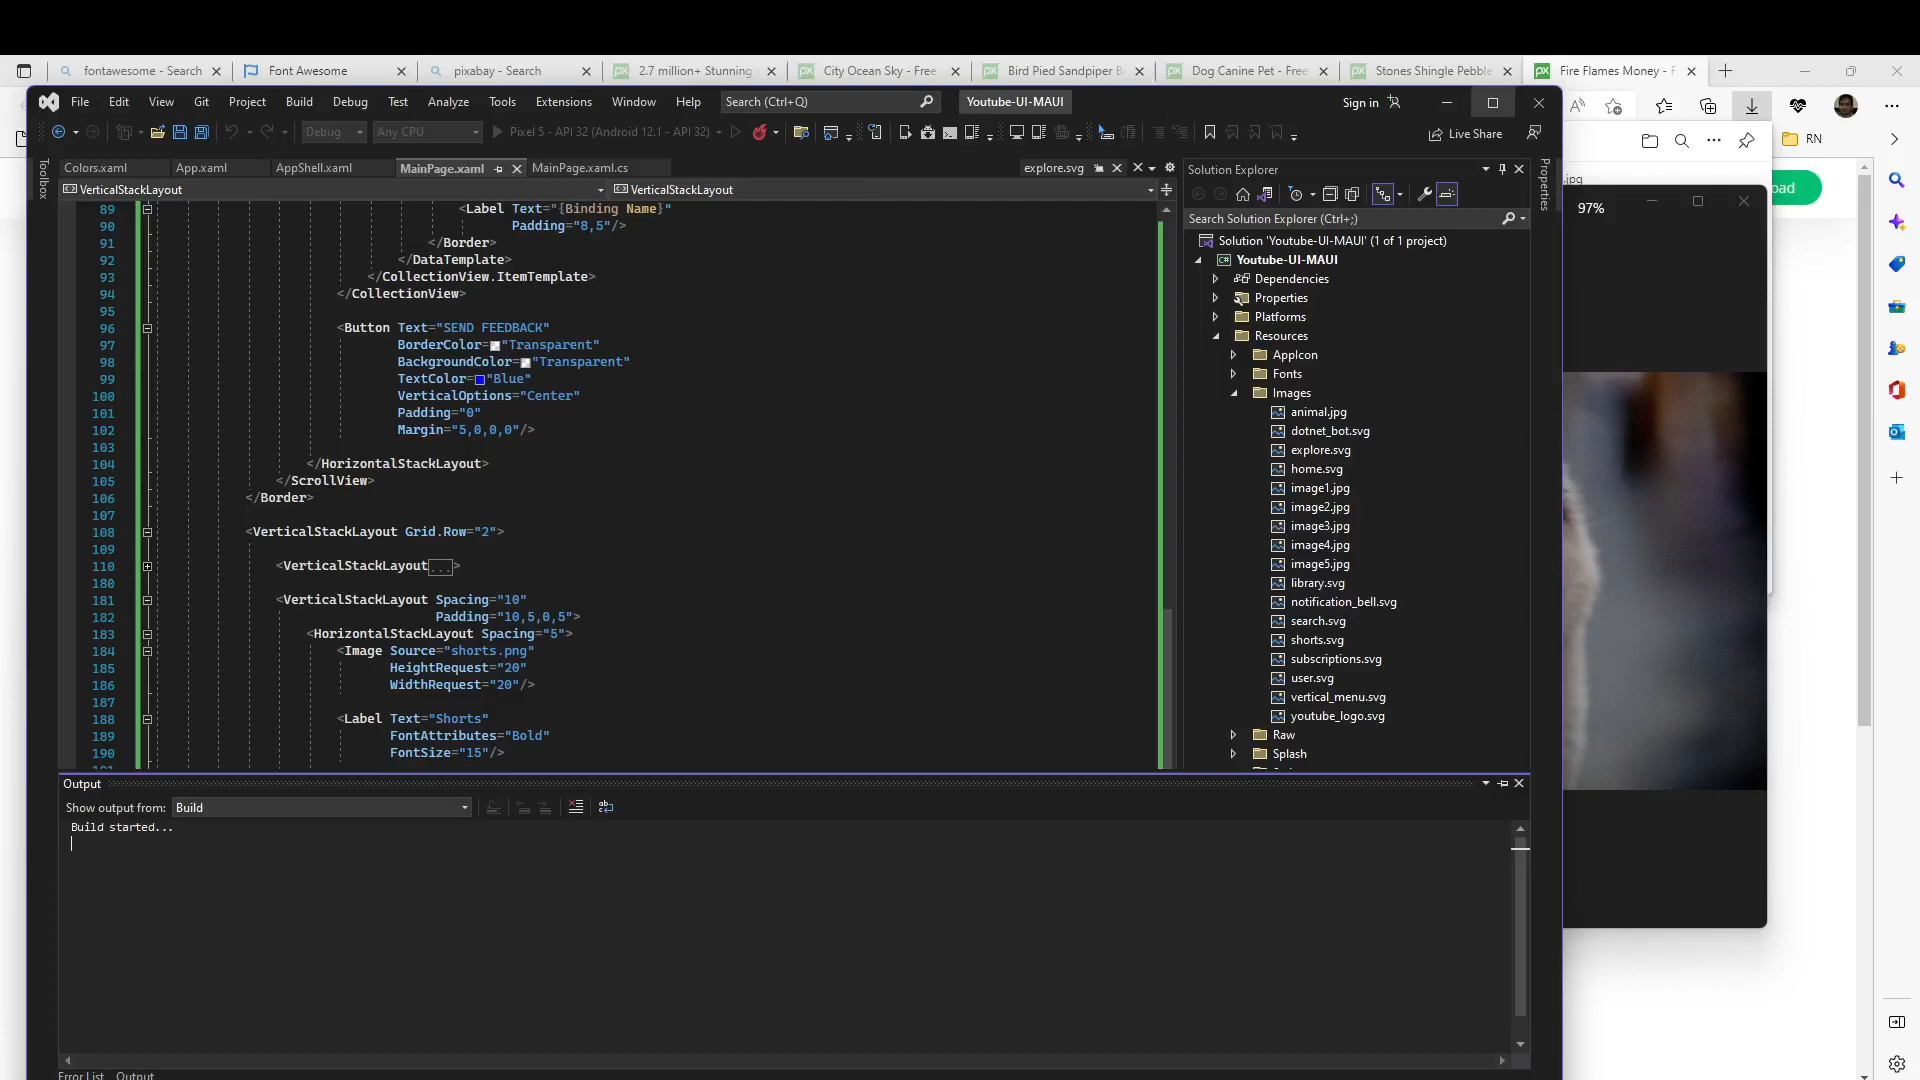 fontawesome - Search
Font Awesome
pixabay - Search
2.7 million+ Stunning
City Ocean Sky - Free
Bird Pied Sandpiper B
Dog Canine Pet - Free
Stones Shingle Pebble
Fire Flames Money - F
File Edit View Git Project Build Debug Test Analyze Tools Extensions Window Help Search (Ctrl+Q) Youtube-UI-MAUI Sign in
Debug Any CPU Pixel 5 - API 32 (Android 12.1 - API 32) Live Share
RN
Toolbox
Colors.xaml App.xaml AppShell.xaml MainPage.xaml MainPage.xaml.cs explore.svg
VerticalStackLayout VerticalStackLayout
89 <Label Text="{Binding Name}"
90 Padding="8,5"/>
91 </Border>
92 </DataTemplate>
93 </CollectionView.ItemTemplate>
94 </CollectionView>
95
96 <Button Text="SEND FEEDBACK"
97 BorderColor="Transparent"
98 BackgroundColor="Transparent"
99 TextColor="Blue"
100 VerticalOptions="Center"
101 Padding="0"
102 Margin="5,0,0,0"/>
103
104 </HorizontalStackLayout>
105 </ScrollView>
106 </Border>
107
108 <VerticalStackLayout Grid.Row="2">
109
110 <VerticalStackLayout...>
180
181 <VerticalStackLayout Spacing="10"
182 Padding="10,5,0,5">
183 <HorizontalStackLayout Spacing="5">
184 <Image Source="shorts.png"
185 HeightRequest="20"
186 WidthRequest="20"/>
187
188 <Label Text="Shorts"
189 FontAttributes="Bold"
190 FontSize="15"/>
Solution Explorer
Search Solution Explorer (Ctrl+;)
Solution 'Youtube-UI-MAUI' (1 of 1 project)
Youtube-UI-MAUI
Dependencies
Properties
Platforms
Resources
AppIcon
Fonts
Images
animal.jpg
dotnet_bot.svg
explore.svg
home.svg
image1.jpg
image2.jpg
image3.jpg
image4.jpg
image5.jpg
library.svg
notification_bell.svg
search.svg
shorts.svg
subscriptions.svg
user.svg
vertical_menu.svg
youtube_logo.svg
Raw
Splash
Properties
.jpg
oad
97%
Output
Show output from: Build
Build started...
Error List Output